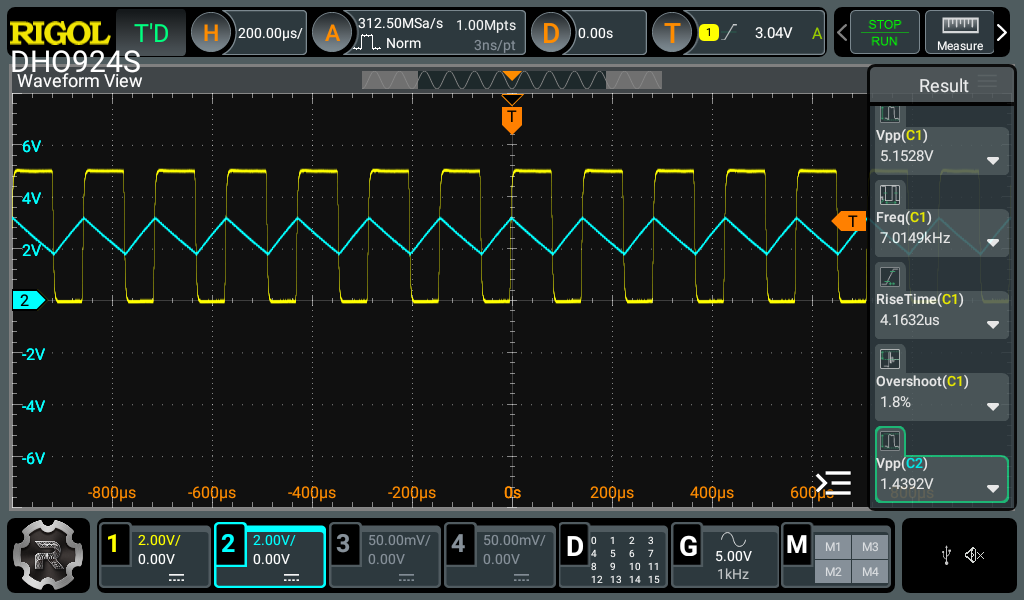 RIGOL T'D H 200.00μs/ A 312.50MSa/s 1.00Mpts D 0.00s T 1 3.04V A STOP
Norm 3ns/pt RUN Measure
DHO924S
Waveform View
Result
T
Vpp(C1)
5.1528V
6V
4V
T
Freq(C1)
7.0149kHz
2V
2
RiseTime(C1)
4.1632us
-2V
Overshoot(C1)
1.8%
-4V
-6V
Vpp(C2)
1.4392V
-800μs -600μs -400μs -200μs 0s 200μs 400μs 600μs 800μs
1 2.00V/ 2 2.00V/ 3 50.00mV/ 4 50.00mV/ D 0 1 2 3 G M M1 M3
0.00V 0.00V 0.00V 0.00V 4 5 6 7 5.00V
8 9 10 11 1kHz M2 M4
12 13 14 15